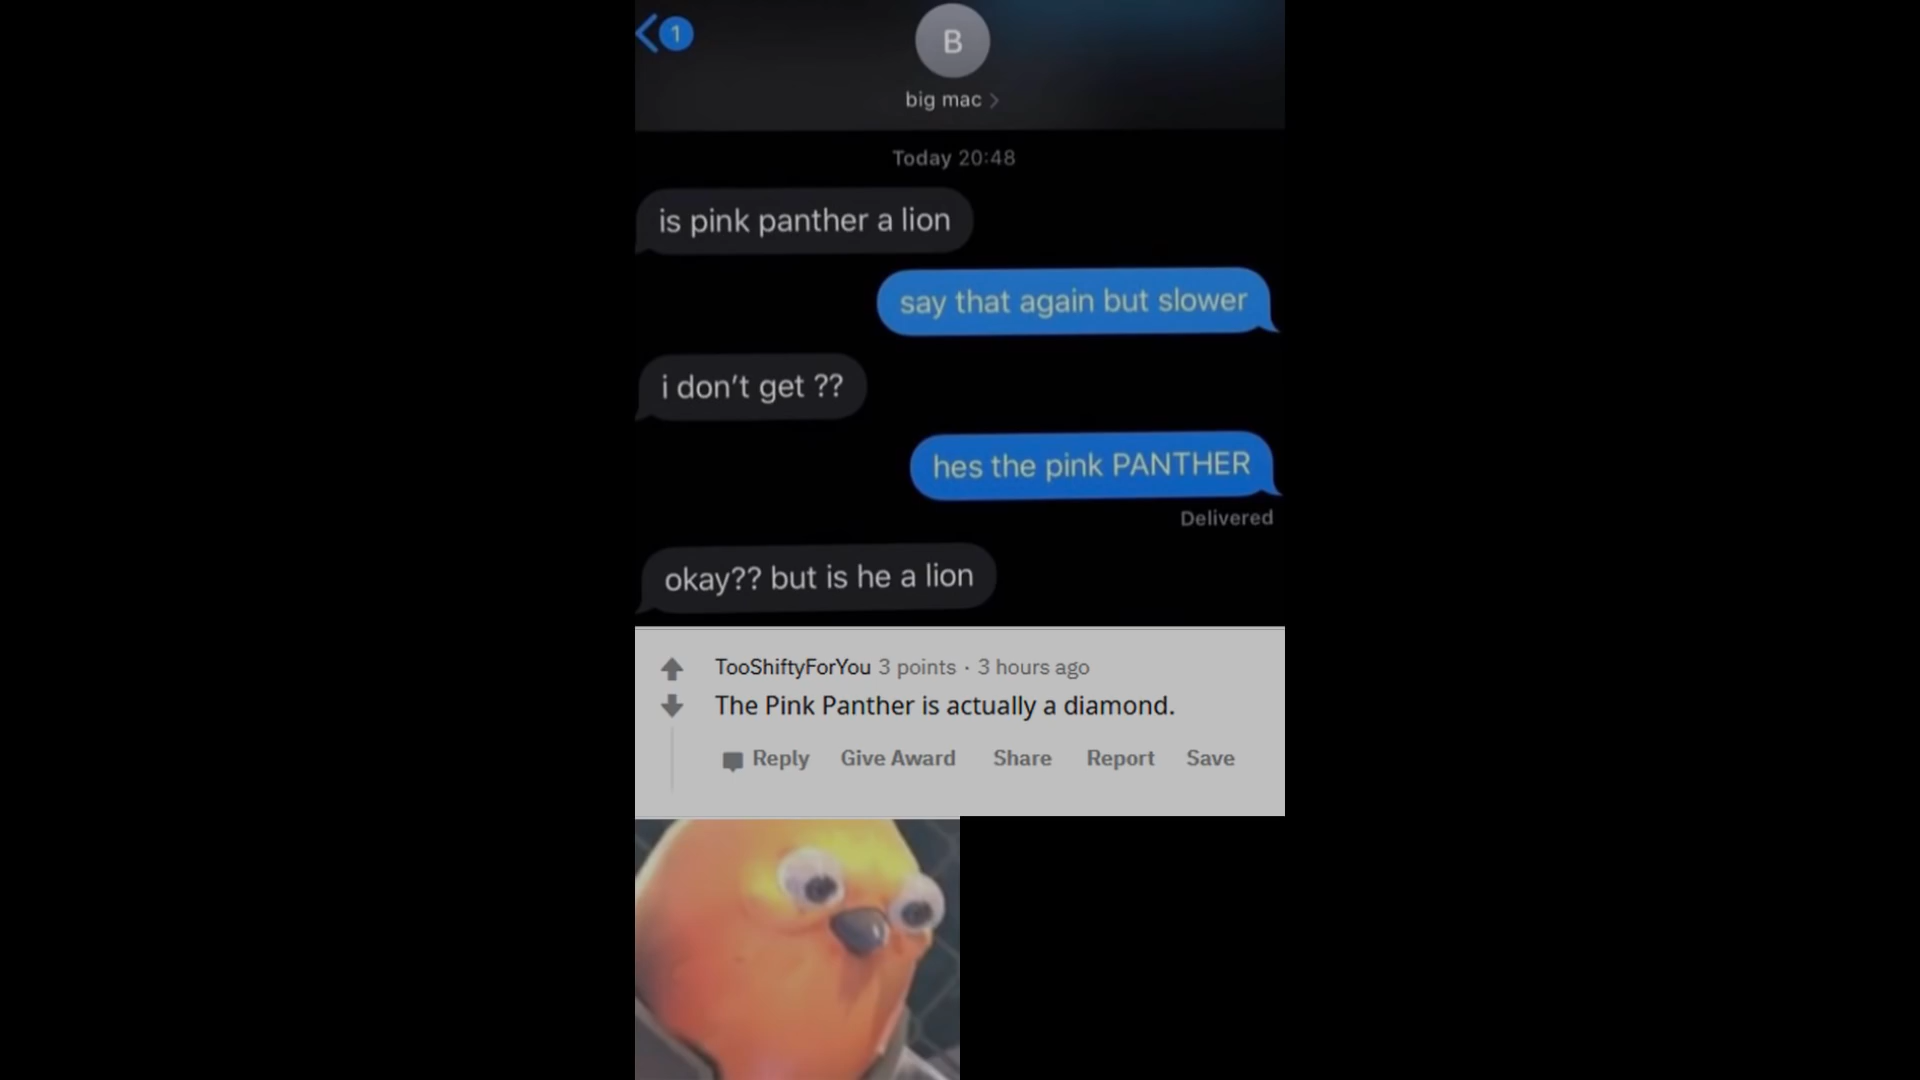 1
B
big mac
Today 20:48
is pink panther a lion
say that again but slower
i don’t get ??
hes the pink PANTHER
Delivered
okay?? but is he a lion
TooShiftyForYou 3 points · 3 hours ago
The Pink Panther is actually a diamond.
Reply Give Award Share Report Save